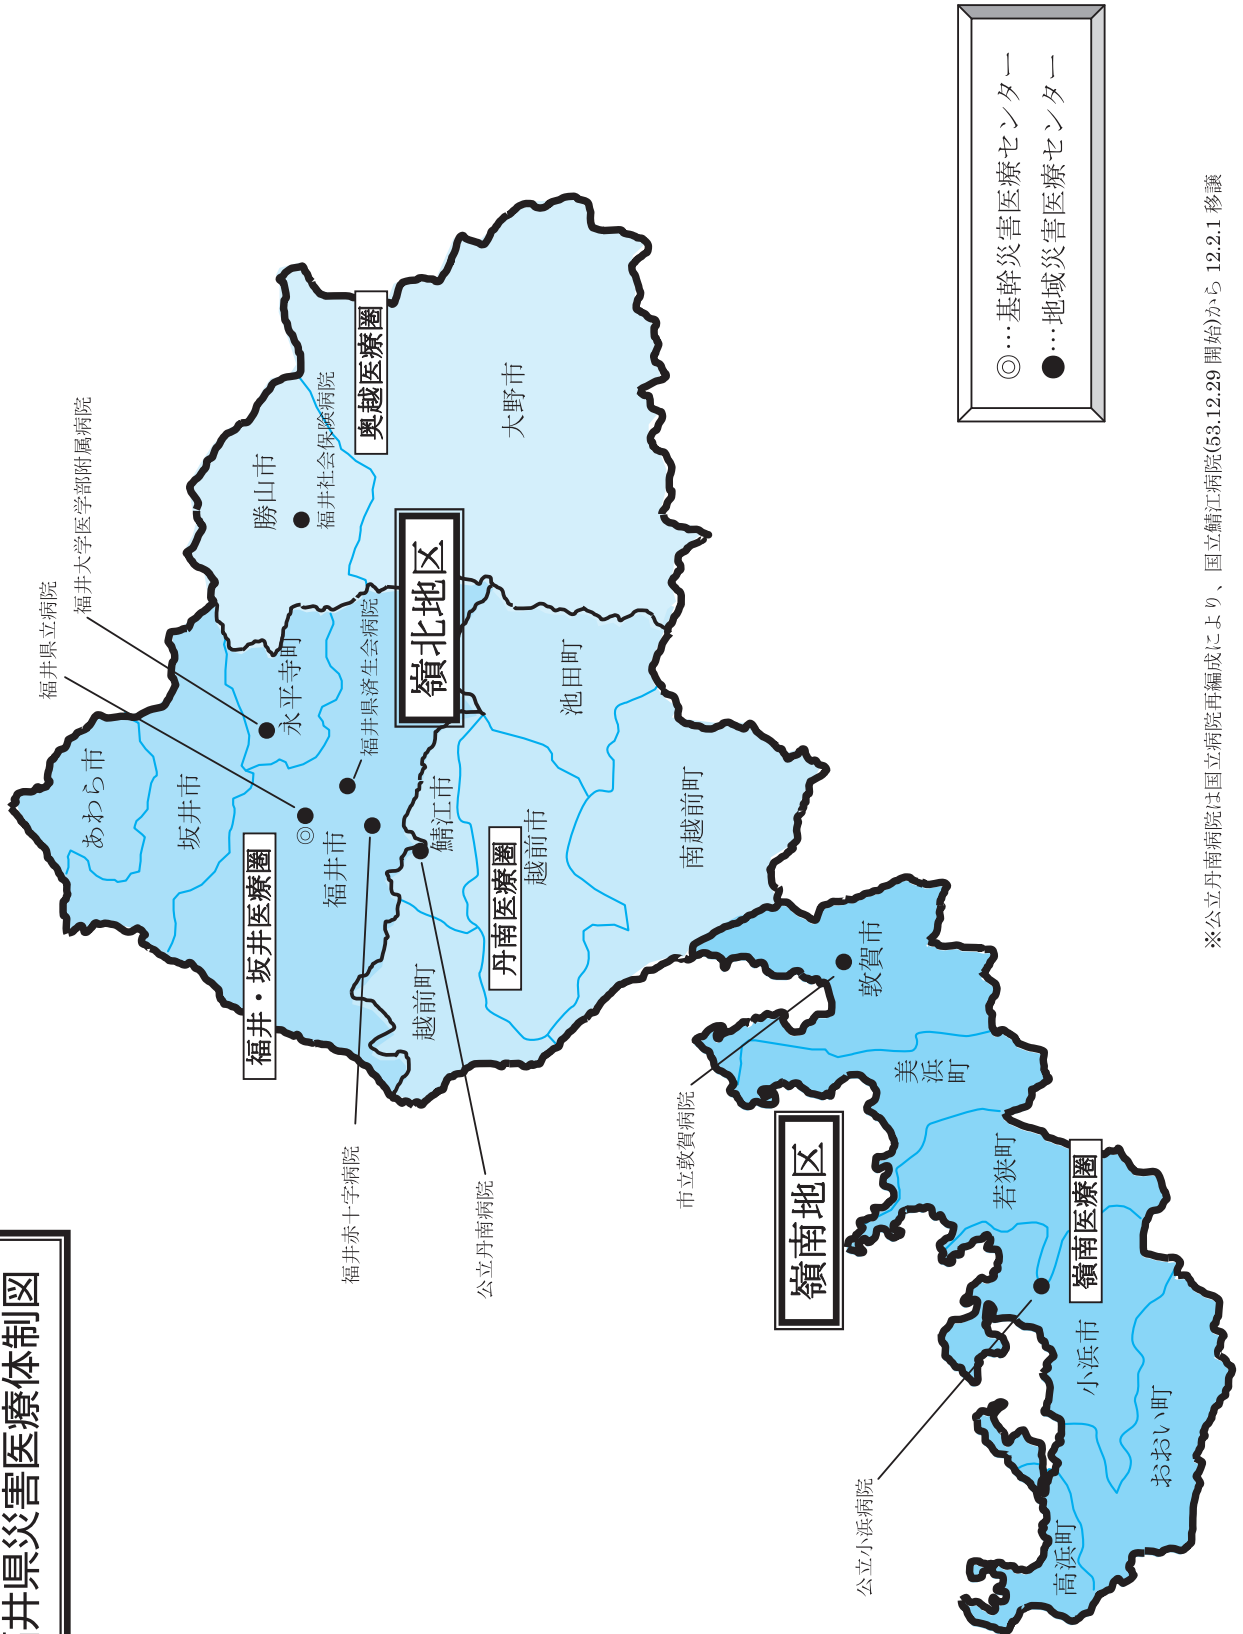 井県災害医療体制図
福井県立病院
福井大学医学部附属病院
あわら市
坂井市
永平寺町
勝山市
福井社会保険病院
奥越医療圏
大野市
福井県済生会病院
福井・坂井医療圏
◎
福井市
嶺北地区
鯖江市
池田町
越前市
丹南医療圏
越前町
南越前町
福井赤十字病院
公立丹南病院
市立敦賀病院
敦賀市
美
浜
町
嶺南地区
若狭町
嶺南医療圏
小浜市
おおい町
公立小浜病院
高浜町
◎…基幹災害医療センター
●…地域災害医療センター
※公立丹南病院は国立病院再編成により、国立鯖江病院(53.12.29 開始)から 12.2.1 移譲